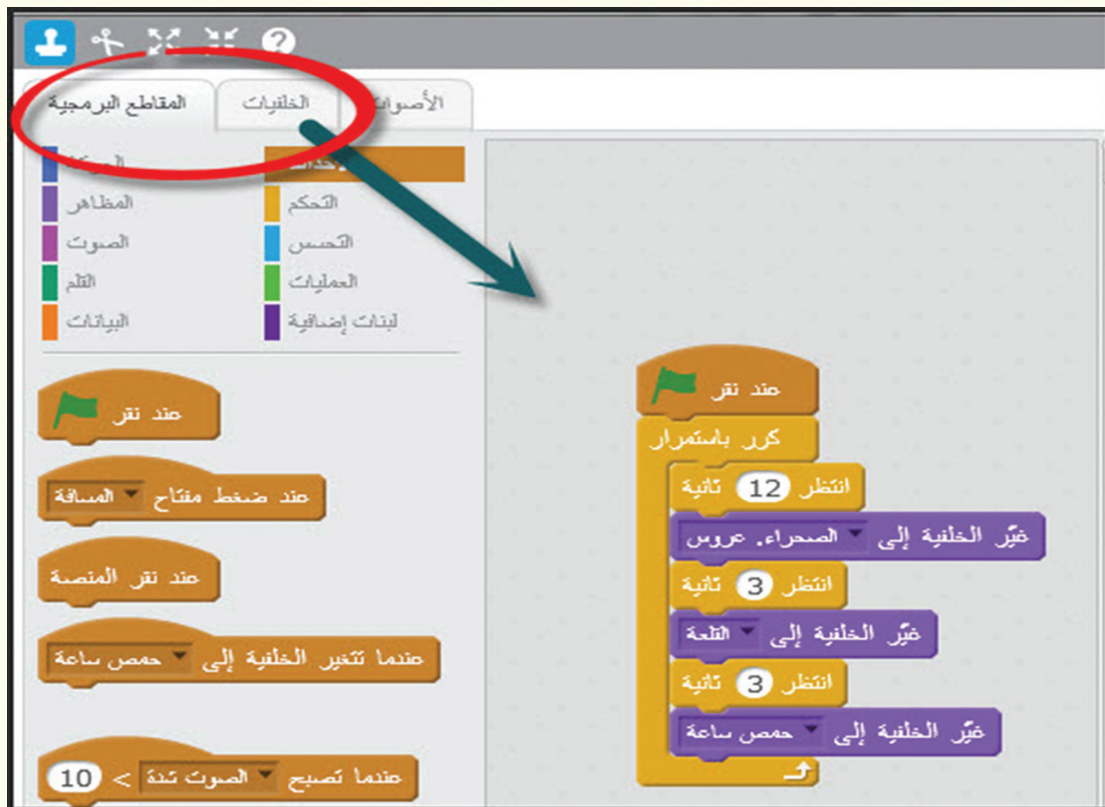 المقاطع البرمجية
الخلفيات
المظاهر
التحكم
الصوت
التحسس
القلم
العمليات
البيانات
لبنات إضافية
عند نقر
عند ضغط مفتاح المسافة
عند نقر المنصة
عندما تتغير الخلفية إلى حمص ساعة
عندما تصبح الصوت شدة > 10
عند نقر
كرر باستمرار
انتظر 12 ثانية
غيّر الخلفية إلى الصحراء. عروس
انتظر 3 ثانية
غيّر الخلفية إلى القلعة
انتظر 3 ثانية
غيّر الخلفية إلى حمص ساعة